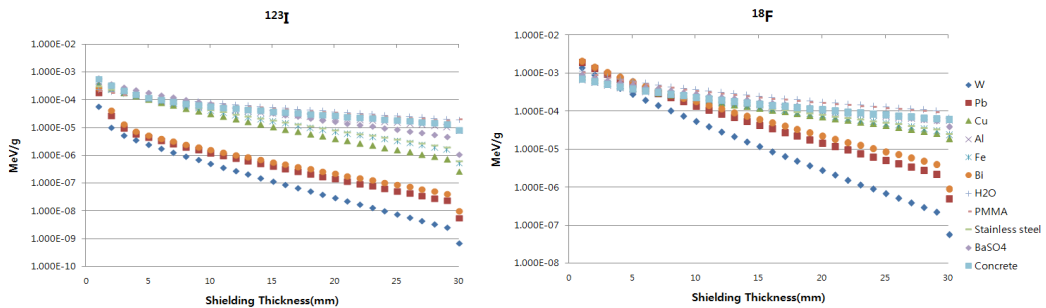 123I
MeV/g
1.000E-02
1.000E-03
1.000E-04
1.000E-05
1.000E-06
1.000E-07
1.000E-08
1.000E-09
1.000E-10
0 5 10 15 20 25 30
Shielding Thickness(mm)
18F
MeV/g
1.000E-02
1.000E-03
1.000E-04
1.000E-05
1.000E-06
1.000E-07
1.000E-08
0 5 10 15 20 25 30
Shielding Thickness(mm)
W
Pb
Cu
Al
Fe
Bi
H2O
PMMA
Stainless steel
BaSO4
Concrete